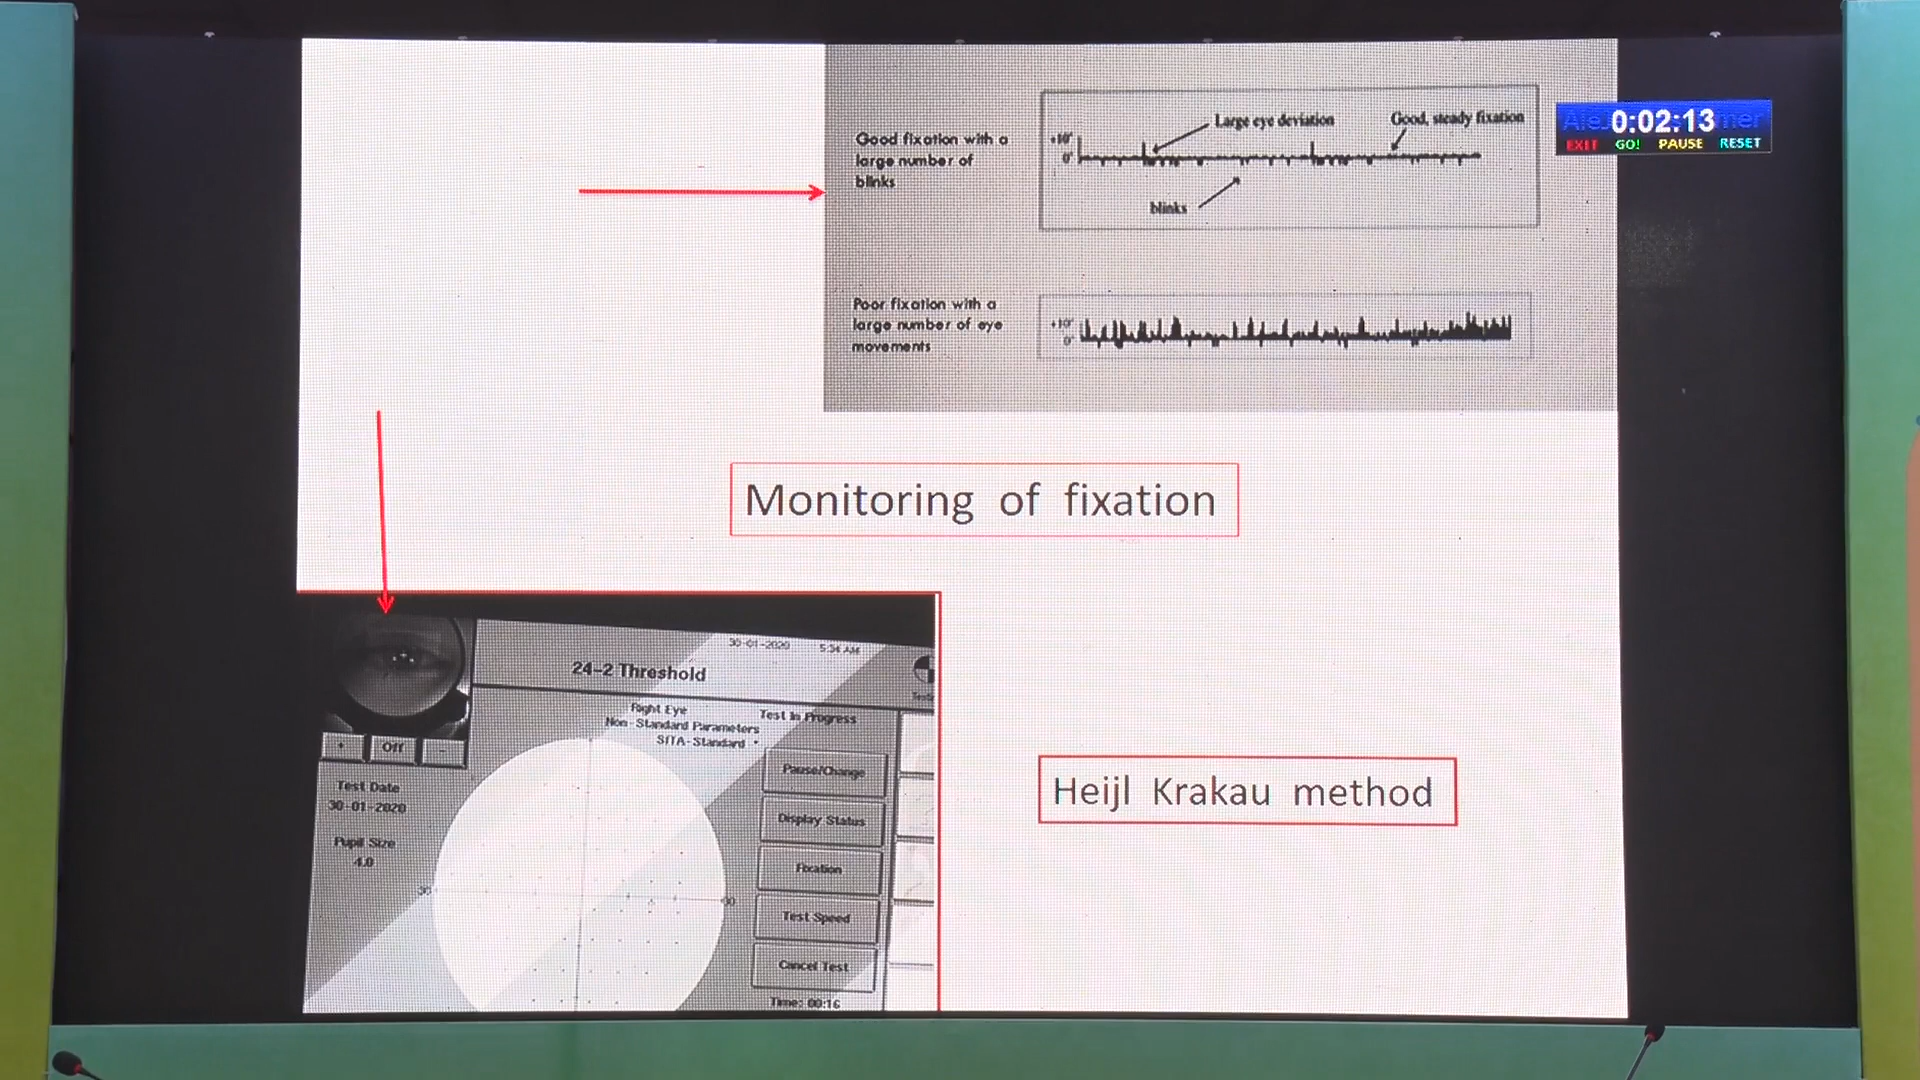 Good fixation with a
large number of
blinks
+10°
0°
Large eye deviation
Good, steady fixation
blinks
0:02:13
EXIT GO! PAUSE RESET
Poor fixation with a
large number of eye
movements
+10°
0°
Monitoring of fixation
30-01-2020 5:34 AM
24-2 Threshold
Right Eye
Non-Standard Parameters
SITA-Standard
Test In Progress
+ Off -
Test Date
30-01-2020
Pupil Size
4.0
30
30
Pause/Change
Display Status
Fixation
Test Speed
Cancel Test
Time: 00:16
Heijl Krakau method